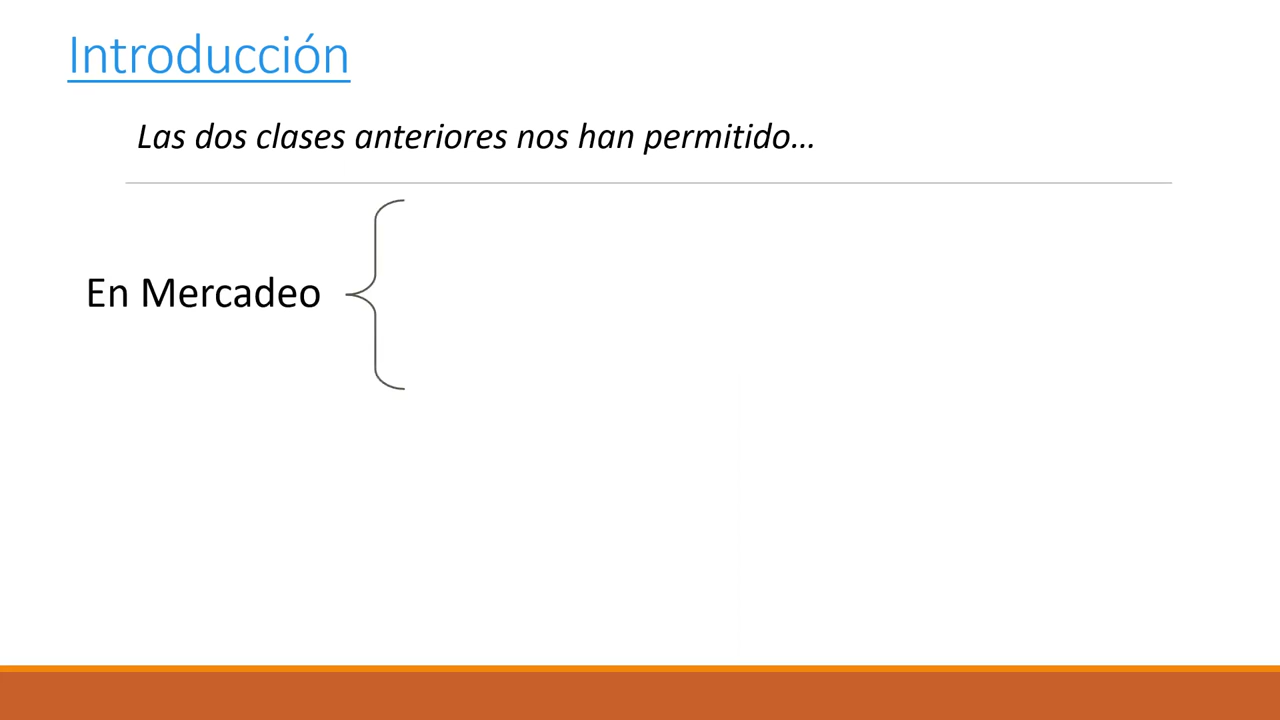 Introducción
Las dos clases anteriores nos han permitido...
En Mercadeo